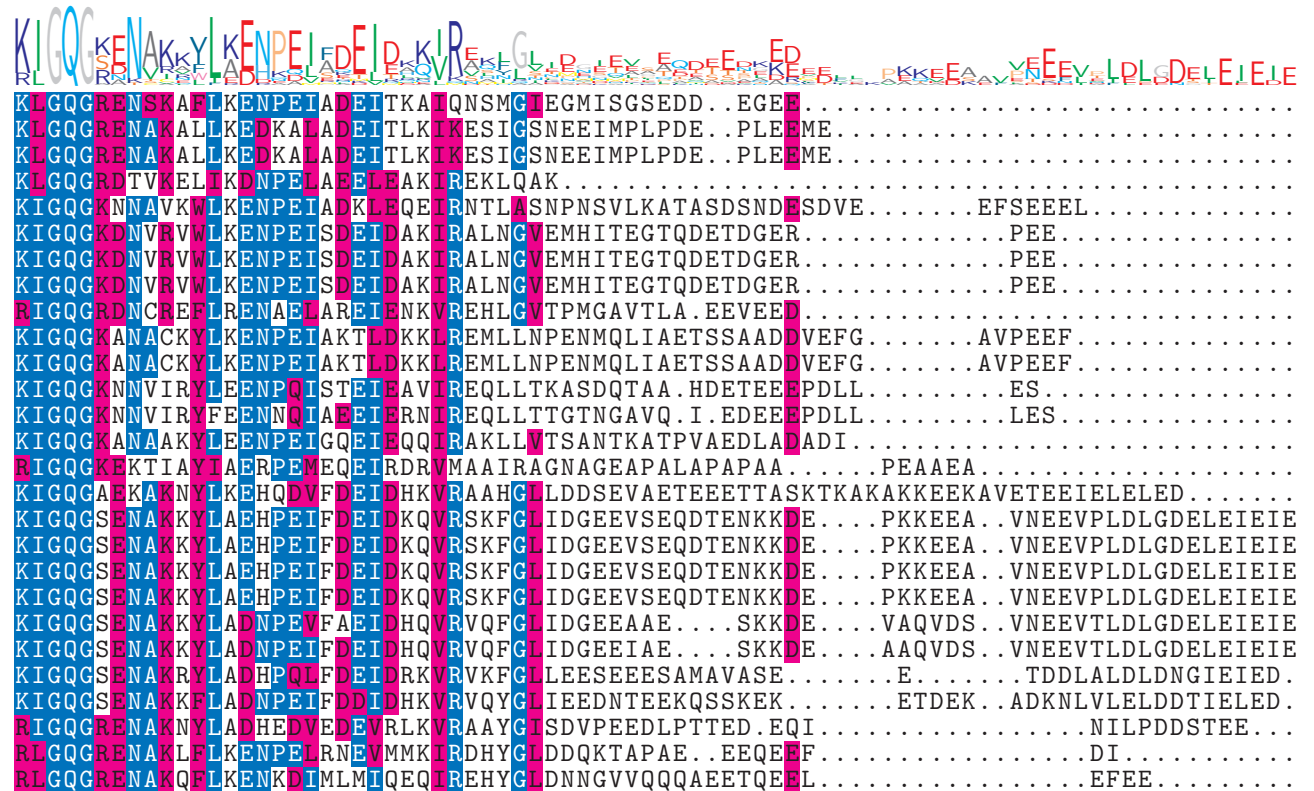 KLGQGRENSKAFLKENPEIADEITKAIQNSMGIEGMISGSEDD..EGEE...............................
KLGQGRENAKALLKEDKALADEITLKIKESIGSNEEIMPLPDE..PLEEME.............................
KLGQGRENAKALLKEDKALADEITLKIKESIGSNEEIMPLPDE..PLEEME.............................
KLGQGRDTVKELIKDNPELAEELEAKIREKLQAK..............................................
KIGQGKNNAVKWLKENPEIADKLEQEIRNTLASNPNSVLKATASDSNDESDVE.......EFSEEEL.............
KIGQGKDNVRVWLKENPEISDEIDAKIRALNGVEMHITEGTQDETDGER.............PEE...............
KIGQGKDNVRVWLKENPEISDEIDAKIRALNGVEMHITEGTQDETDGER.............PEE...............
KIGQGKDNVRVWLKENPEISDEIDAKIRALNGVEMHITEGTQDETDGER.............PEE...............
RIGQGRDNCREFLRENAELAREIENKVREHLGVTPMGAVTLA.EEVEED...............................
KIGQGKANACKYLKENPEIAKTLDKKLREMLLNPENMQLIAETSSAADDVEFG.......AVPEEF..............
KIGQGKANACKYLKENPEIAKTLDKKLREMLLNPENMQLIAETSSAADDVEFG.......AVPEEF..............
KIGQGKNNVIRYLEENPQISTEIEAVIREQLLTKASDQTAA.HDETEEEPDLL.........ES................
KIGQGKNNVIRYFEENNQIAEEIERNIREQLLTTGTNGAVQ.I.EDEEEPDLL.........LES...............
KIGQGKANAAKYLEENPEIGQEIEQQIRAKLLVTSANTKATPVAEDLADADI............................
RIGQGKEKTIAYIAERPEMEQEIRDRVMAAIRAGNAGEAPALAPAPAA......PEAAEA....................
KIGQGAEKAKNYLKEHQDVFDEIDHKVRAAHGLLDDSEVAETEEETTASKTKAKAKKEEKAVETEEIELELED.......
KIGQGSENAKKYLAEHPEIFDEIDKQVRSKFGLIDGEEVSEQDTENKKDE....PKKEEA..VNEEVPLDLGDELEIEIE
KIGQGSENAKKYLAEHPEIFDEIDKQVRSKFGLIDGEEVSEQDTENKKDE....PKKEEA..VNEEVPLDLGDELEIEIE
KIGQGSENAKKYLAEHPEIFDEIDKQVRSKFGLIDGEEVSEQDTENKKDE....PKKEEA..VNEEVPLDLGDELEIEIE
KIGQGSENAKKYLAEHPEIFDEIDKQVRSKFGLIDGEEVSEQDTENKKDE....PKKEEA..VNEEVPLDLGDELEIEIE
KIGQGSENAKKYLADNPEVFAEIDHQVRVQFGLIDGEEAAE....SKKDE....VAQVDS..VNEEVTLDLGDELEIEIE
KIGQGSENAKKYLADNPEIFDEIDHQVRVQFGLIDGEEIAE....SKKDE....AAQVDS..VNEEVTLDLGDELEIEIE
KIGQGSENAKRYLADHPQLFDEIDRKVRVKFGLLEESEEESAMAVASE.......E.......TDDLALDLDNGIEIED.
KIGQGSENAKKFLADNPEIFDDIDHKVRVQYGLIEEDNTEEKQSSKEK.......ETDEK..ADKNLVLELDDTIELED.
RIGQGRENAKNYLADHEDVEDEVRLKVRAAYGISDVPEEDLPTTED.EQI.................NILPDDSTEE...
RLGQGRENAKLFLKENPELRNEVMMKIRDHYGLDDQKTAPAE..EEQEEF.................DI...........
RLGQGRENAKQFLKENKDIMLMIQEQIREHYGLDDNNGVVQQQAEETQEEL................EFEE.........